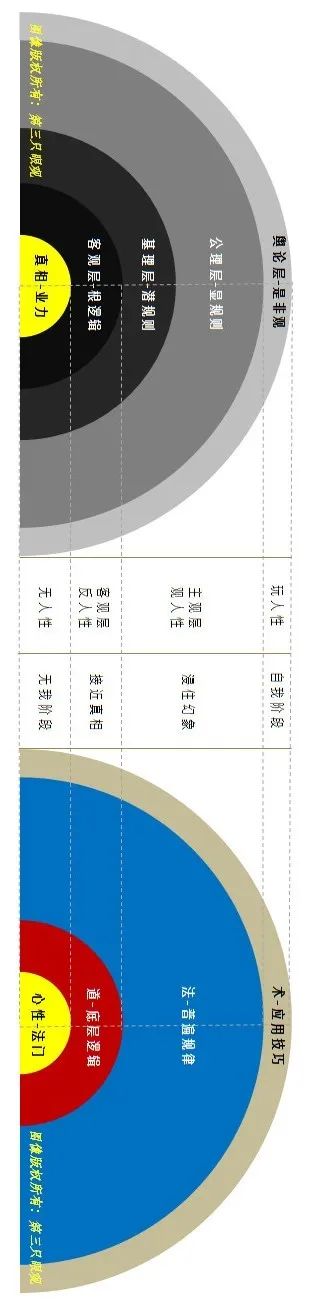 舆论层-是非观
公理层-显规则
基理层-潜规则
客观层-根逻辑
真相-业力
图像版权所有：第三只眼观
玩人性
自我阶段
主观层
观人性
浸住幻象
客观层
反人性
接近真相
无人性
无我阶段
术-应用技巧
法-普遍规律
道-底层逻辑
心性-法门
图像版权所有：第三只眼观